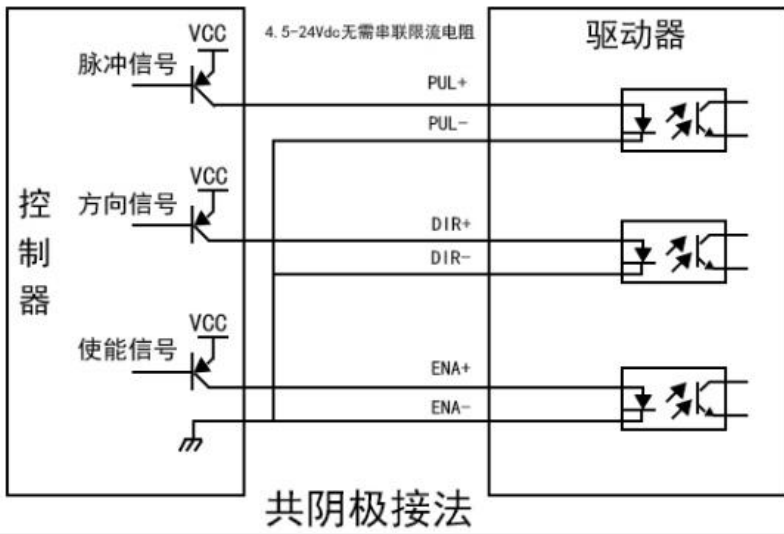 VCC
4.5-24Vdc无需串联限流电阻
驱动器
脉冲信号
PUL+
PUL-
VCC
控制器
方向信号
DIR+
DIR-
VCC
使能信号
ENA+
ENA-
共阴极接法